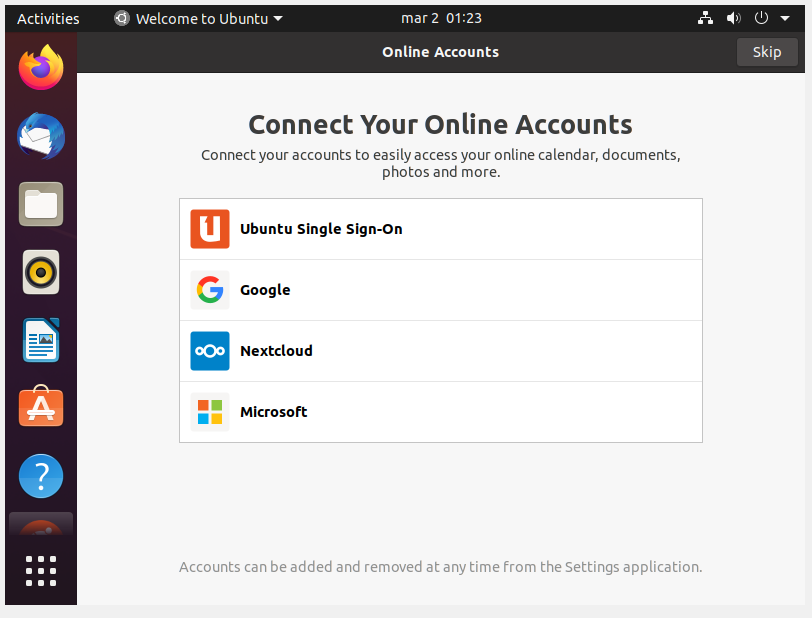 Activities
Welcome to Ubuntu
mar 2 01:23
Online Accounts
Skip
Connect Your Online Accounts
Connect your accounts to easily access your online calendar, documents,
photos and more.
Ubuntu Single Sign-On
Google
Nextcloud
Microsoft
Accounts can be added and removed at any time from the Settings application.